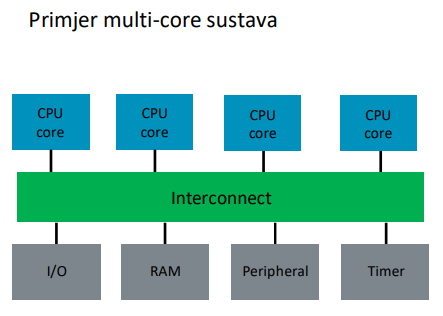 Primjer multi-core sustava
CPU
core
CPU
core
CPU
core
CPU
core
Interconnect
I/O
RAM
Peripheral
Timer